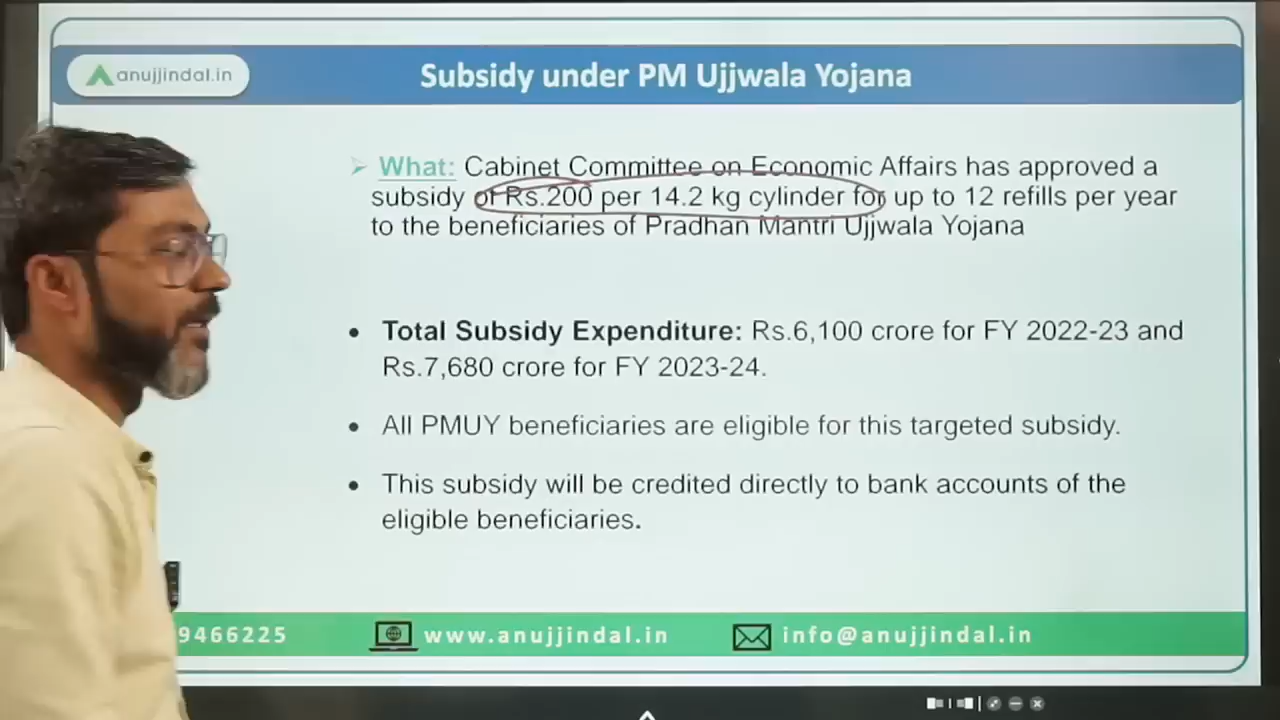 anujjindal.in
Subsidy under PM Ujjwala Yojana
What: Cabinet Committee on Economic Affairs has approved a
subsidy of Rs.200 per 14.2 kg cylinder for up to 12 refills per year
to the beneficiaries of Pradhan Mantri Ujjwala Yojana
• Total Subsidy Expenditure: Rs.6,100 crore for FY 2022-23 and
Rs.7,680 crore for FY 2023-24.
• All PMUY beneficiaries are eligible for this targeted subsidy.
• This subsidy will be credited directly to bank accounts of the
eligible beneficiaries.
9466225 www.anujjindal.in info@anujjindal.in